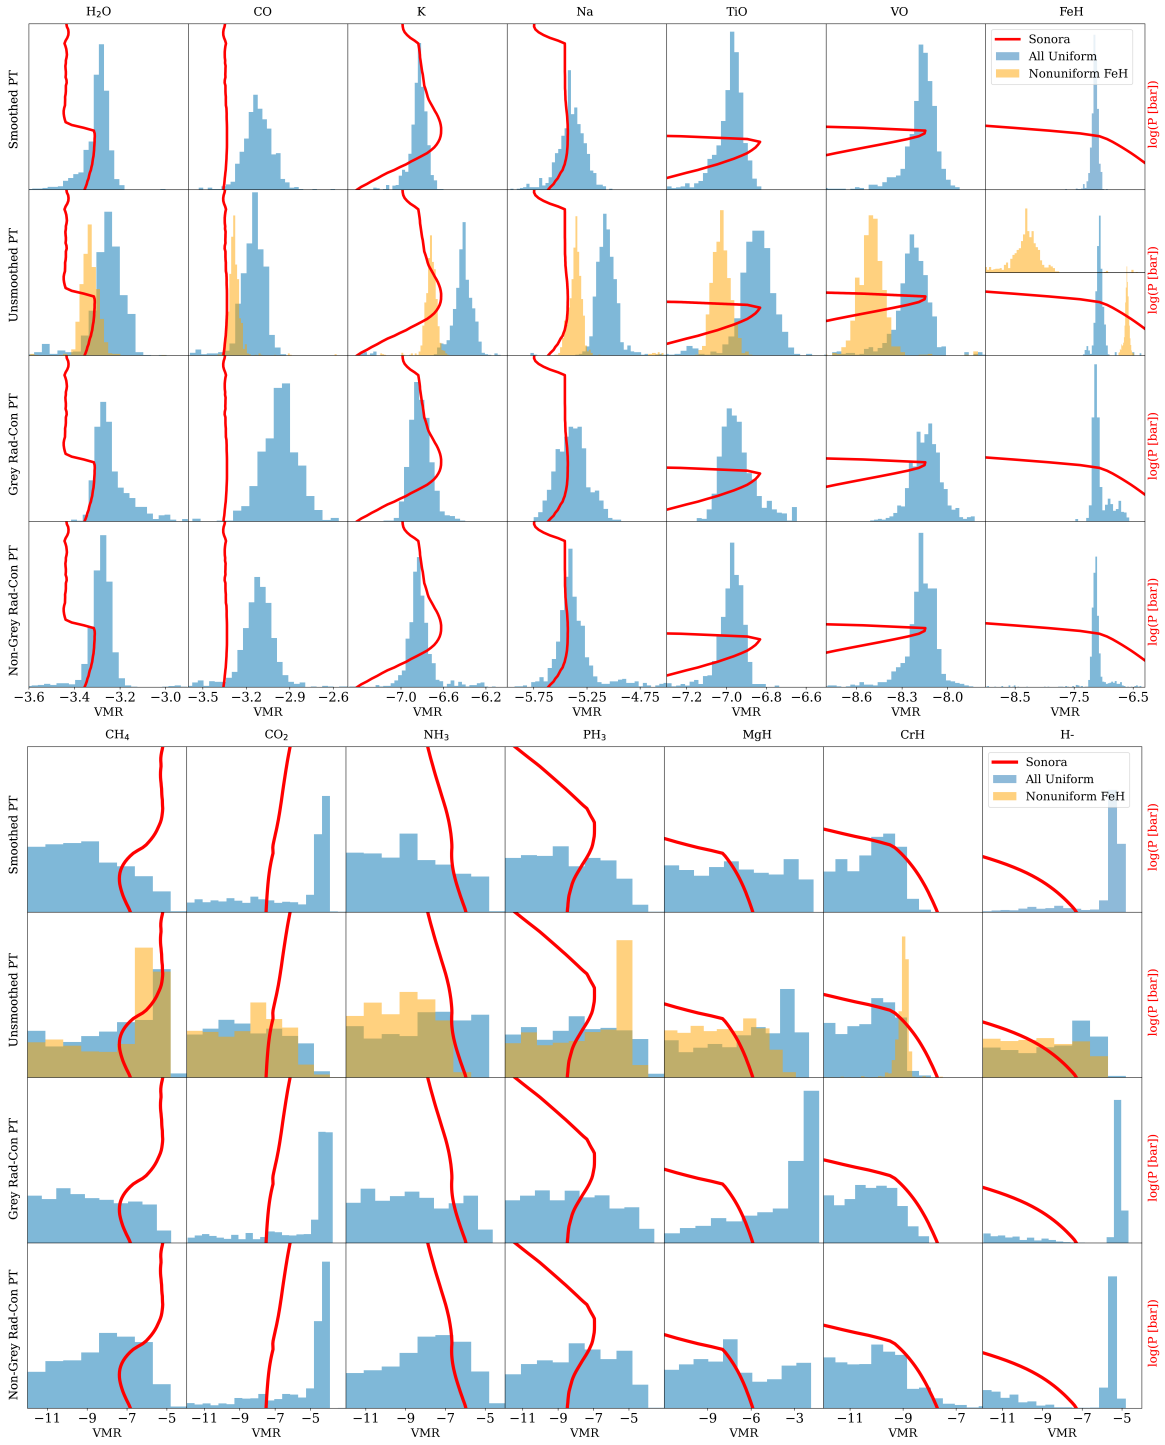 H₂O CO K Na TiO VO FeH
Smoothed PT
Sonora
All Uniform
Nonuniform FeH
log(P [bar])
Unsmoothed PT
log(P [bar])
Grey Rad-Con PT
log(P [bar])
Non-Grey Rad-Con PT
log(P [bar])
−3.6 −3.4 −3.2 −3.0 −3.5 −3.2 −2.9 −2.6 −7.0 −6.6 −6.2 −5.75 −5.25 −4.75 −7.2 −7.0 −6.8 −6.6 −8.6 −8.3 −8.0 −8.5 −7.5 −6.5
VMR VMR VMR VMR VMR VMR VMR
CH₄ CO₂ NH₃ PH₃ MgH CrH H-
Smoothed PT
Sonora
All Uniform
Nonuniform FeH
log(P [bar])
Unsmoothed PT
log(P [bar])
Grey Rad-Con PT
log(P [bar])
Non-Grey Rad-Con PT
log(P [bar])
−11 −9 −7 −5 −11 −9 −7 −5 −11 −9 −7 −5 −11 −9 −7 −5 −9 −6 −3 −11 −9 −7 −11 −9 −7 −5
VMR VMR VMR VMR VMR VMR VMR